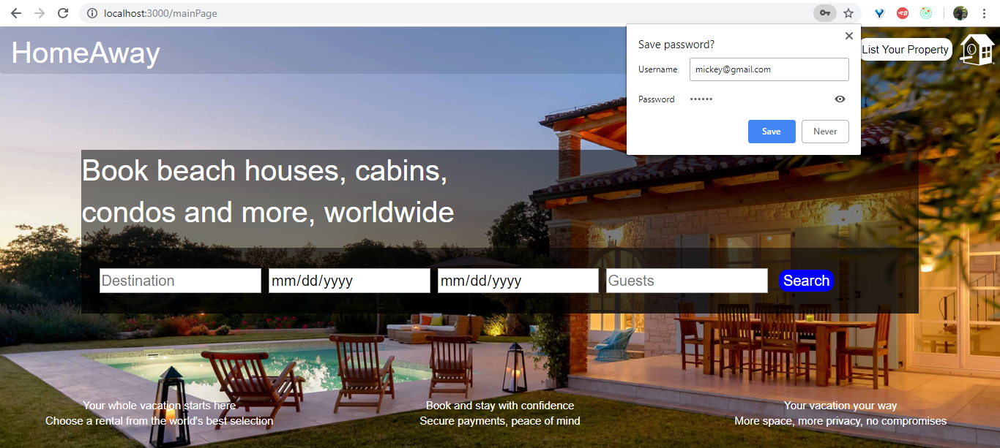 localhost:3000/mainPage
HomeAway
Save password?
Username mickey@gmail.com
Password ••••••
Save Never
List Your Property
Book beach houses, cabins,
condos and more, worldwide
Destination mm/dd/yyyy mm/dd/yyyy Guests Search
Your whole vacation starts here
Choose a rental from the world's best selection
Book and stay with confidence
Secure payments, peace of mind
Your vacation your way
More space, more privacy, no compromises